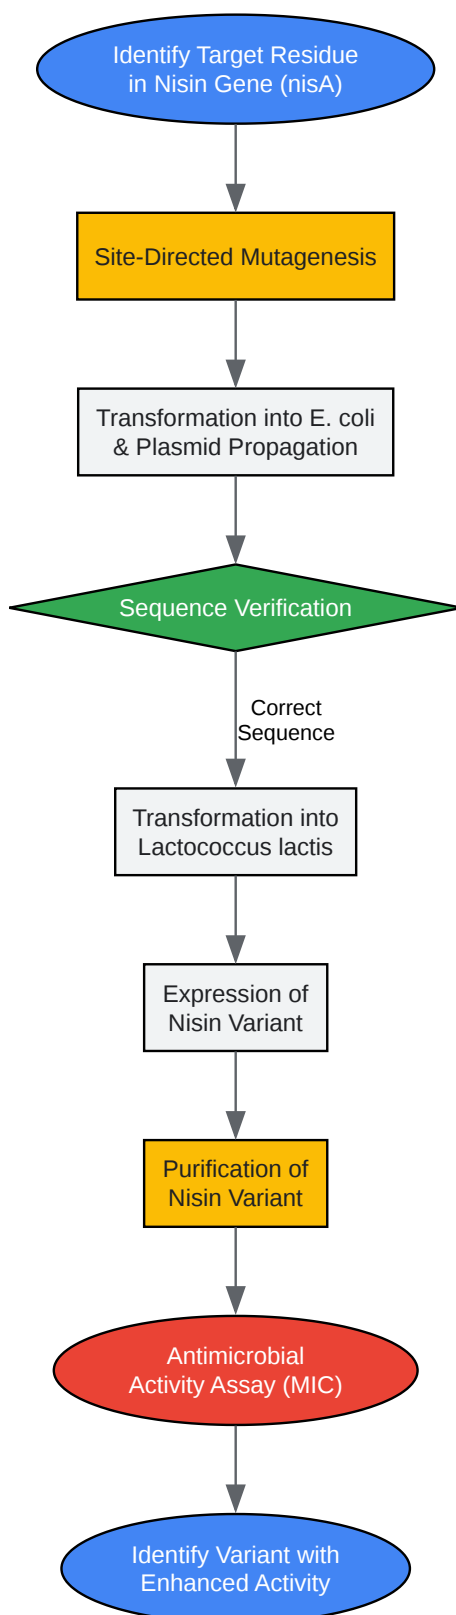 Identify Target Residue
in Nisin Gene (nisA)
Site-Directed Mutagenesis
Transformation into E. coli
& Plasmid Propagation
Sequence Verification
Correct
Sequence
Transformation into
Lactococcus lactis
Expression of
Nisin Variant
Purification of
Nisin Variant
Antimicrobial
Activity Assay (MIC)
Identify Variant with
Enhanced Activity